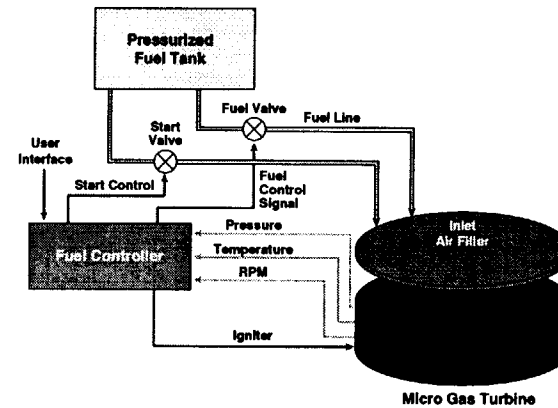 Pressurized
Fuel Tank
Fuel Valve
Fuel Line
Start
Valve
User
Interface
Start Control
Fuel
Control
Signal
Pressure
Inlet
Air Filter
Fuel Controller
Temperature
RPM
Igniter
Micro Gas Turbine